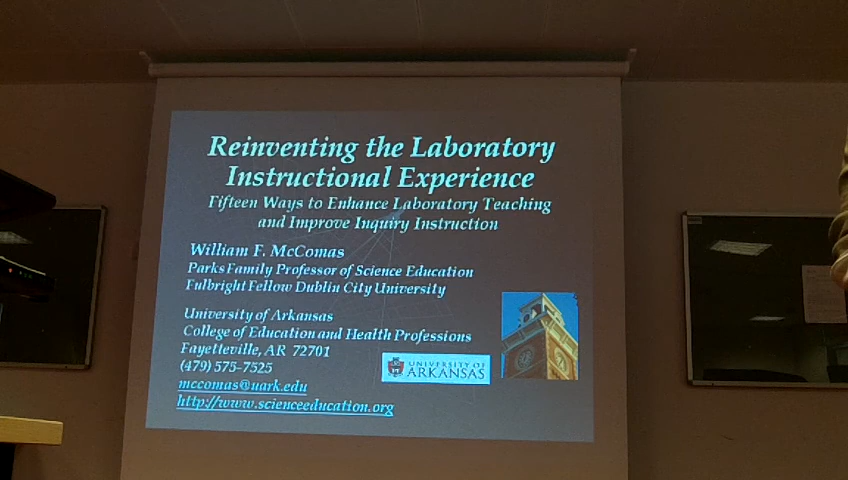 Reinventing the Laboratory
Instructional Experience
Fifteen Ways to Enhance Laboratory Teaching
and Improve Inquiry Instruction
William F. McComas
Parks Family Professor of Science Education
Fulbright Fellow Dublin City University
University of Arkansas
College of Education and Health Professions
Fayetteville, AR 72701
(479) 575-7525
mccomas@uark.edu
http://www.scienceeducation.org
UNIVERSITY OF
ARKANSAS